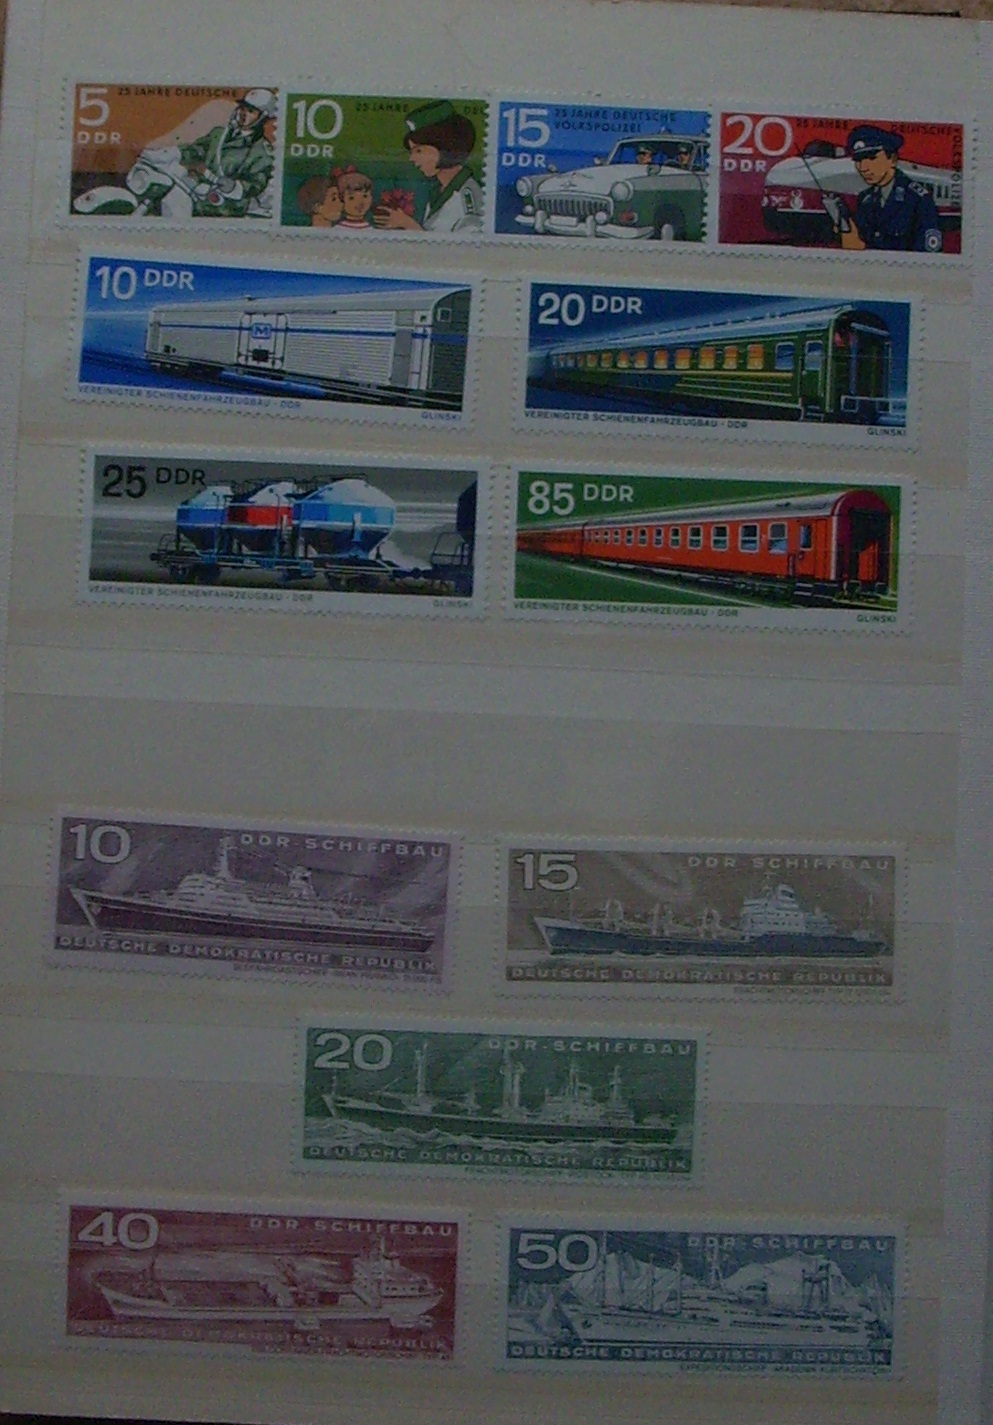 5 25 JAHRE DEUTSCHE
DDR
10 25 JAHRE
DDR
15 25 JAHRE DEUTSCHE
VOLKSPOLIZEI
DDR
20 25 JAHRE DEUTSCHE
DDR
10 DDR
M
VEREINIGTER SCHIENENFAHRZEUGBAU · DDR GLINSKI
20 DDR
VEREINIGTER SCHIENENFAHRZEUGBAU · DDR GLINSKI
25 DDR
VEREINIGTER SCHIENENFAHRZEUGBAU · DDR GLINSKI
85 DDR
VEREINIGTER SCHIENENFAHRZEUGBAU · DDR GLINSKI
10 DDR-SCHIFFBAU
DEUTSCHE DEMOKRATISCHE REPUBLIK
15 DDR SCHIFFBAU
DEUTSCHE DEMOKRATISCHE REPUBLIK
20 DDR-SCHIFFBAU
DEUTSCHE DEMOKRATISCHE REPUBLIK
40 DDR SCHIFFBAU
DEUTSCHE DEMOKRATISCHE REPUBLIK
50 DDR-SCHIFFBAU
DEUTSCHE DEMOKRATISCHE REPUBLIK